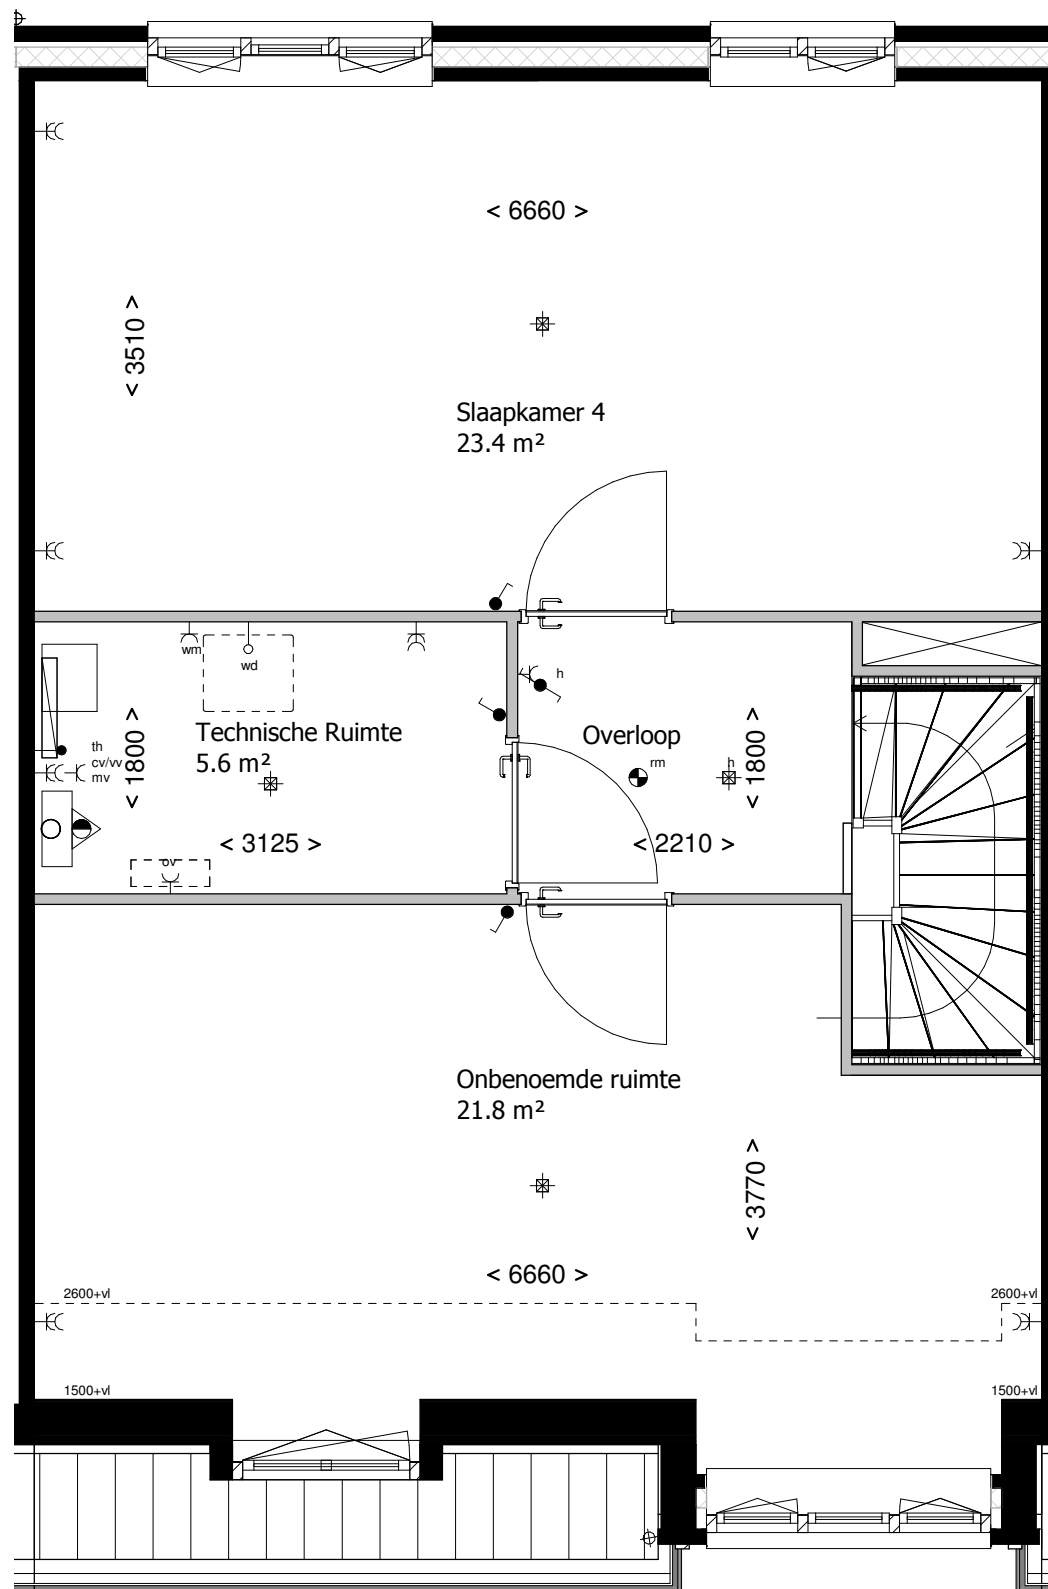 < 6660 >
< 3510 >
Slaapkamer 4
23.4 m²
wm
wd
h
Technische Ruimte
5.6 m²
Overloop
th
cv/vv
mv
< 1800 >
rm
h
< 1800 >
< 3125 >
< 2210 >
ov
Onbenoemde ruimte
21.8 m²
< 3770 >
< 6660 >
2600+vl
2600+vl
1500+vl
1500+vl